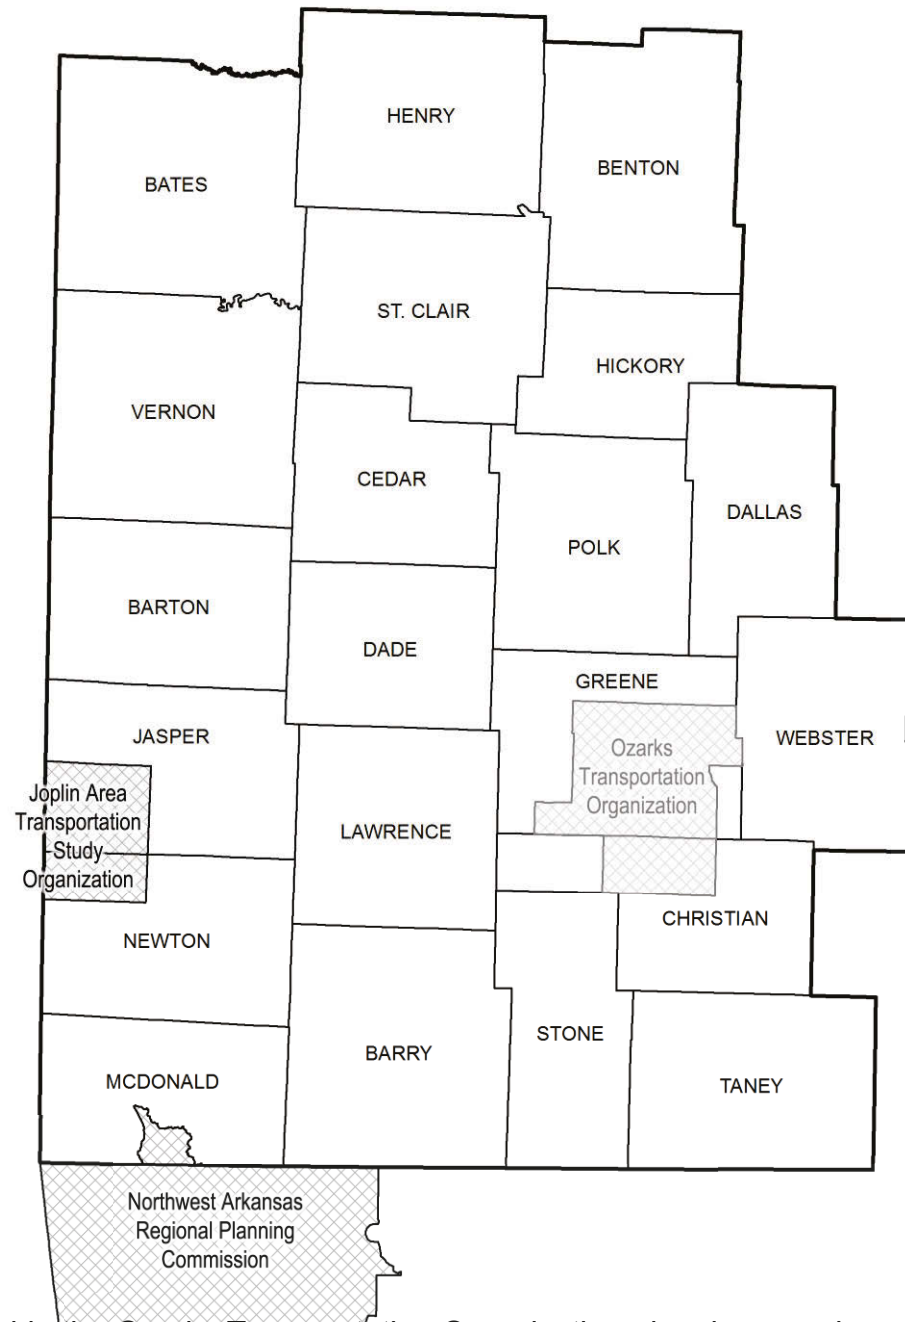 HENRY
BENTON
BATES
ST. CLAIR
HICKORY
VERNON
CEDAR
DALLAS
POLK
BARTON
DADE
GREENE
JASPER
WEBSTER
Ozarks
Transportation
Organization
Joplin Area
Transportation
Study
Organization
LAWRENCE
CHRISTIAN
NEWTON
STONE
BARRY
MCDONALD
TANEY
Northwest Arkansas
Regional Planning
Commission